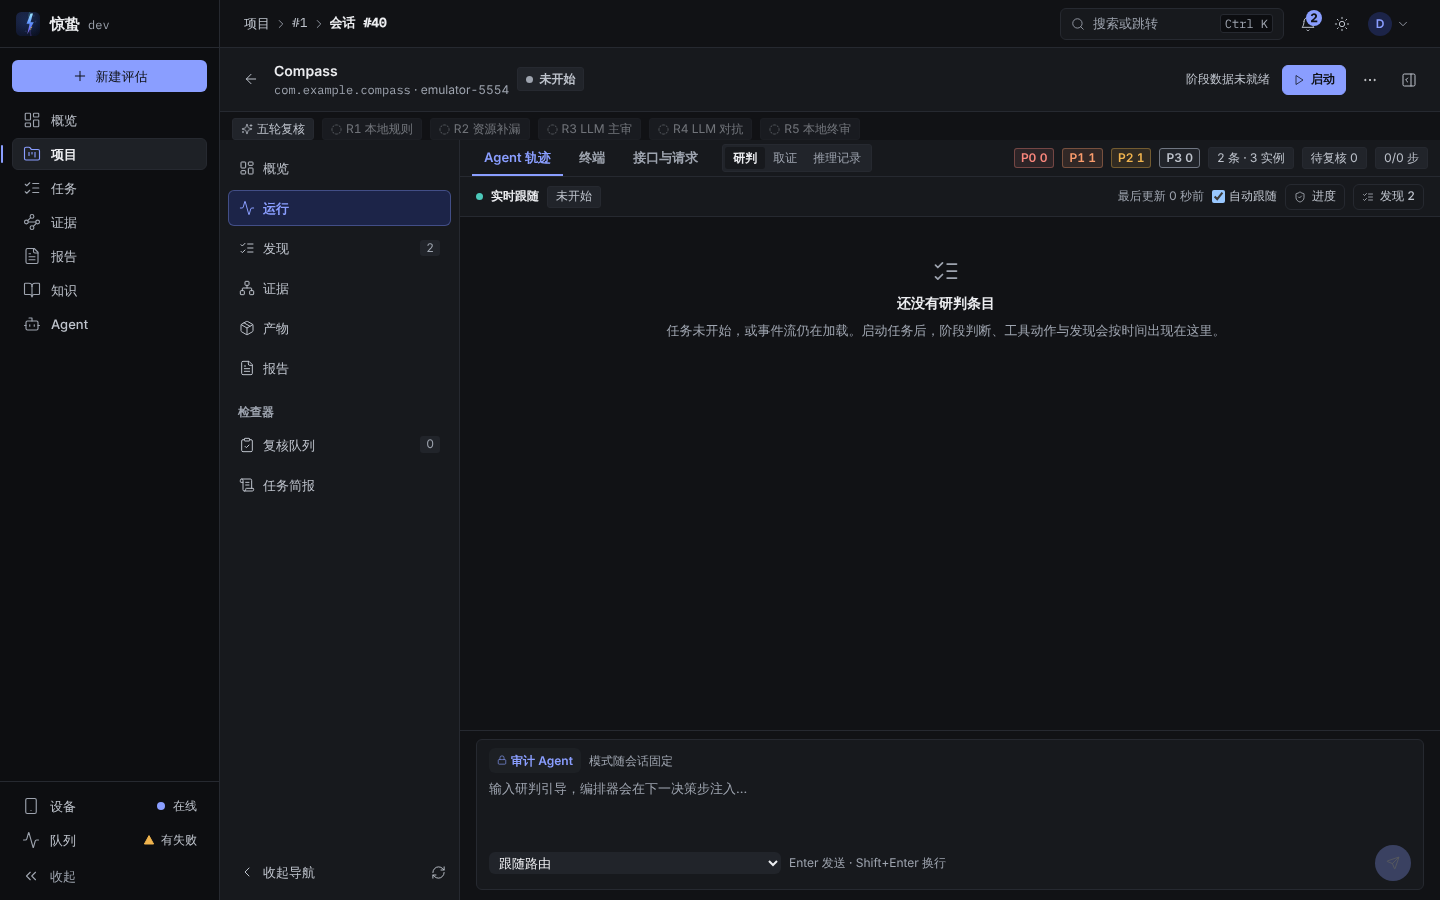 惊蛰 dev
项目 > #1 > 会话 #40
搜索或跳转 Ctrl K
2
D
新建评估
概览
项目
任务
证据
报告
知识
Agent
设备 在线
队列 有失败
收起
Compass
com.example.compass · emulator-5554
未开始
阶段数据未就绪
启动
五轮复核
R1 本地规则
R2 资源补漏
R3 LLM 主审
R4 LLM 对抗
R5 本地终审
概览
运行
发现 2
证据
产物
报告
检查器
复核队列 0
任务简报
收起导航
Agent 轨迹
终端
接口与请求
研判
取证
推理记录
P0 0
P1 1
P2 1
P3 0
2 条 · 3 实例
待复核 0
0/0 步
实时跟随
未开始
最后更新 0 秒前
自动跟随
进度
发现 2
还没有研判条目
任务未开始，或事件流仍在加载。启动任务后，阶段判断、工具动作与发现会按时间出现在这里。
审计 Agent
模式随会话固定
输入研判引导，编排器会在下一决策步注入...
跟随路由
Enter 发送 · Shift+Enter 换行